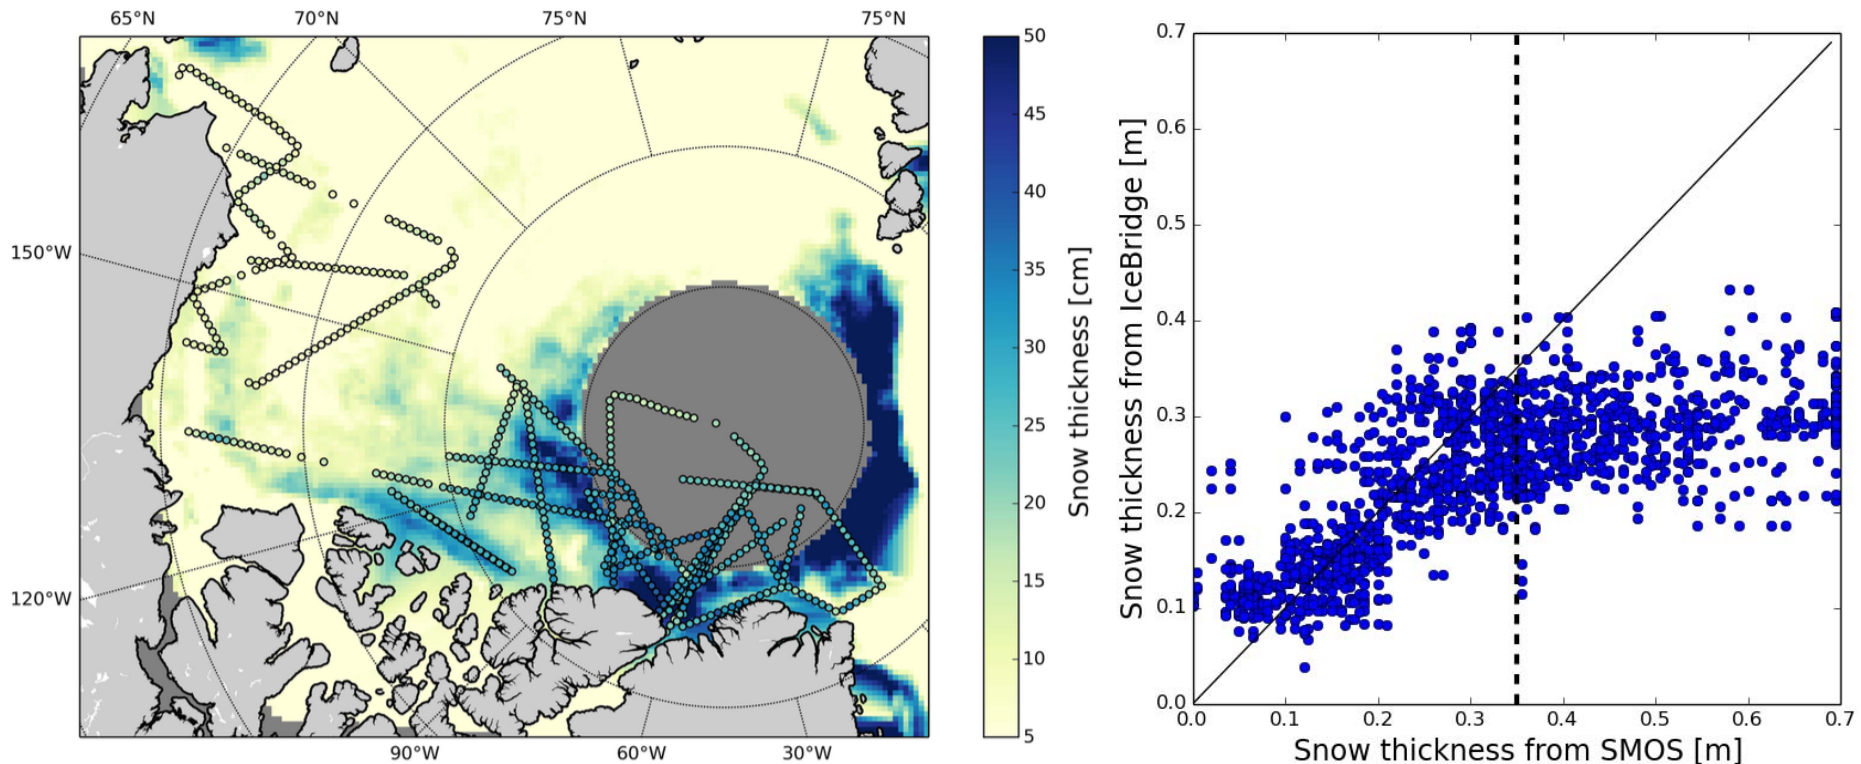 65°N 70°N 75°N 75°N
150°W
120°W
90°W 60°W 30°W
50
45
40
35
30
25
20
15
10
5
Snow thickness [cm]
Snow thickness from IceBridge [m]
0.7
0.6
0.5
0.4
0.3
0.2
0.1
0.0
0.0 0.1 0.2 0.3 0.4 0.5 0.6 0.7
Snow thickness from SMOS [m]